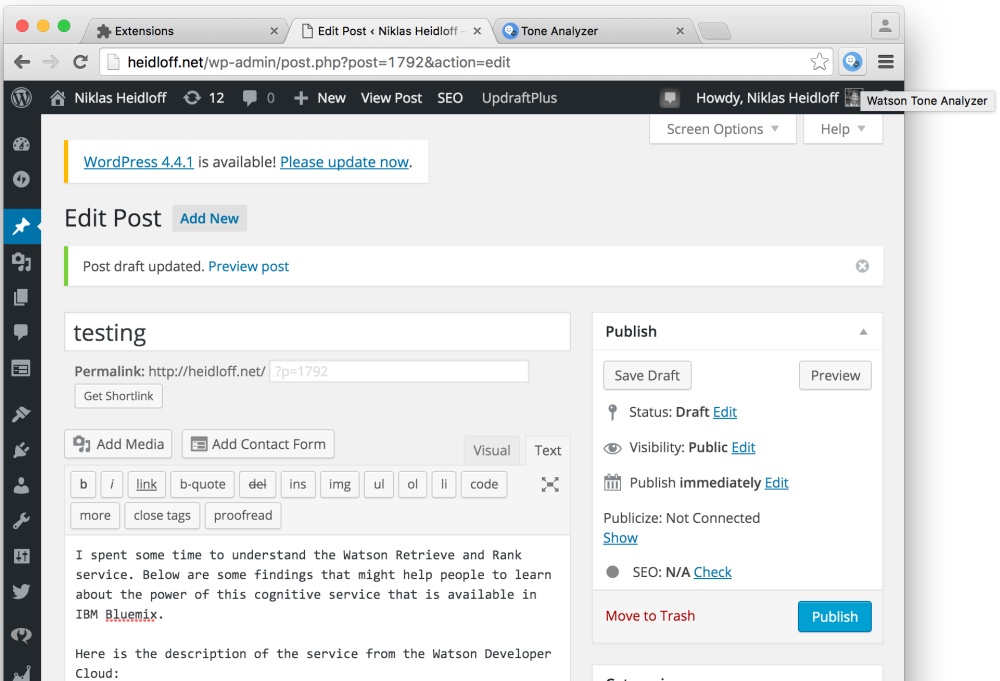 Extensions
Edit Post ‹ Niklas Heidloff -
Tone Analyzer
heidloff.net/wp-admin/post.php?post=1792&action=edit
Niklas Heidloff 12 0 New View Post SEO UpdraftPlus Howdy, Niklas Heidloff
Watson Tone Analyzer
Screen Options Help
WordPress 4.4.1 is available! Please update now.
Edit Post Add New
Post draft updated. Preview post
testing
Permalink: http://heidloff.net/ ?p=1792
Get Shortlink
Add Media Add Contact Form
Visual Text
b i link b-quote del ins img ul ol li code
more close tags proofread
I spent some time to understand the Watson Retrieve and Rank
service. Below are some findings that might help people to learn
about the power of this cognitive service that is available in
IBM Bluemix.
Here is the description of the service from the Watson Developer
Cloud:
Publish
Save Draft Preview
Status: Draft Edit
Visibility: Public Edit
Publish immediately Edit
Publicize: Not Connected
Show
SEO: N/A Check
Move to Trash Publish